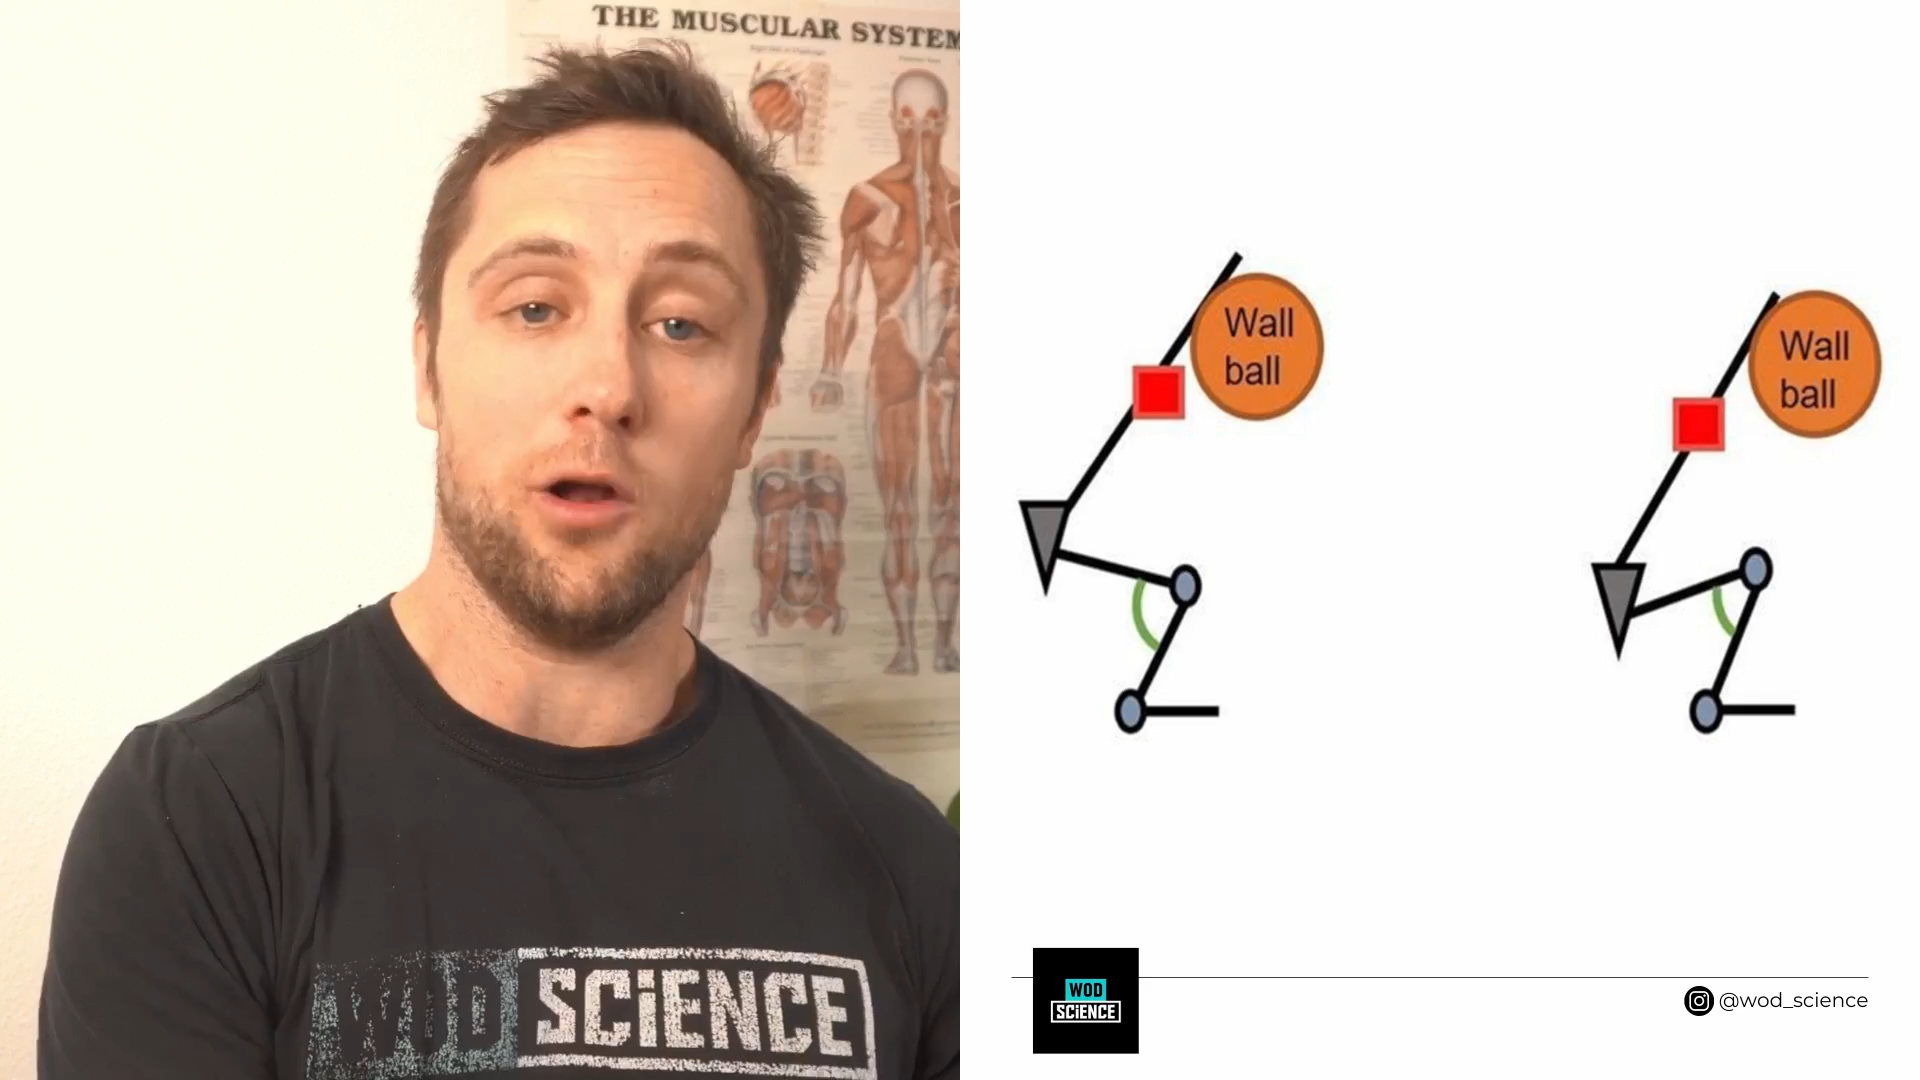 THE MUSCULAR SYSTEM
WOD SCiENCE
Wall
ball
Wall
ball
WOD
SCiENCE
@wod_science